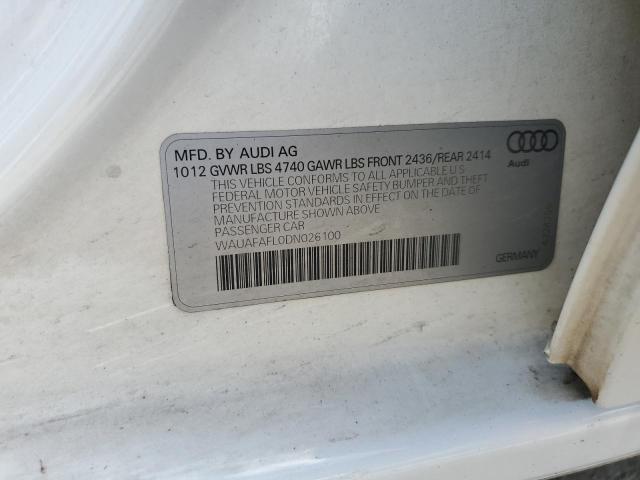 MFD. BY AUDI AG
1012 GVWR LBS 4740 GAWR LBS FRONT 2436/REAR 2414
THIS VEHICLE CONFORMS TO ALL APPLICABLE U S
FEDERAL MOTOR VEHICLE SAFETY BUMPER AND THEFT
PREVENTION STANDARDS IN EFFECT ON THE DATE OF
MANUFACTURE SHOWN ABOVE
PASSENGER CAR
WAUAFAFL0DN026100
Audi
GERMANY